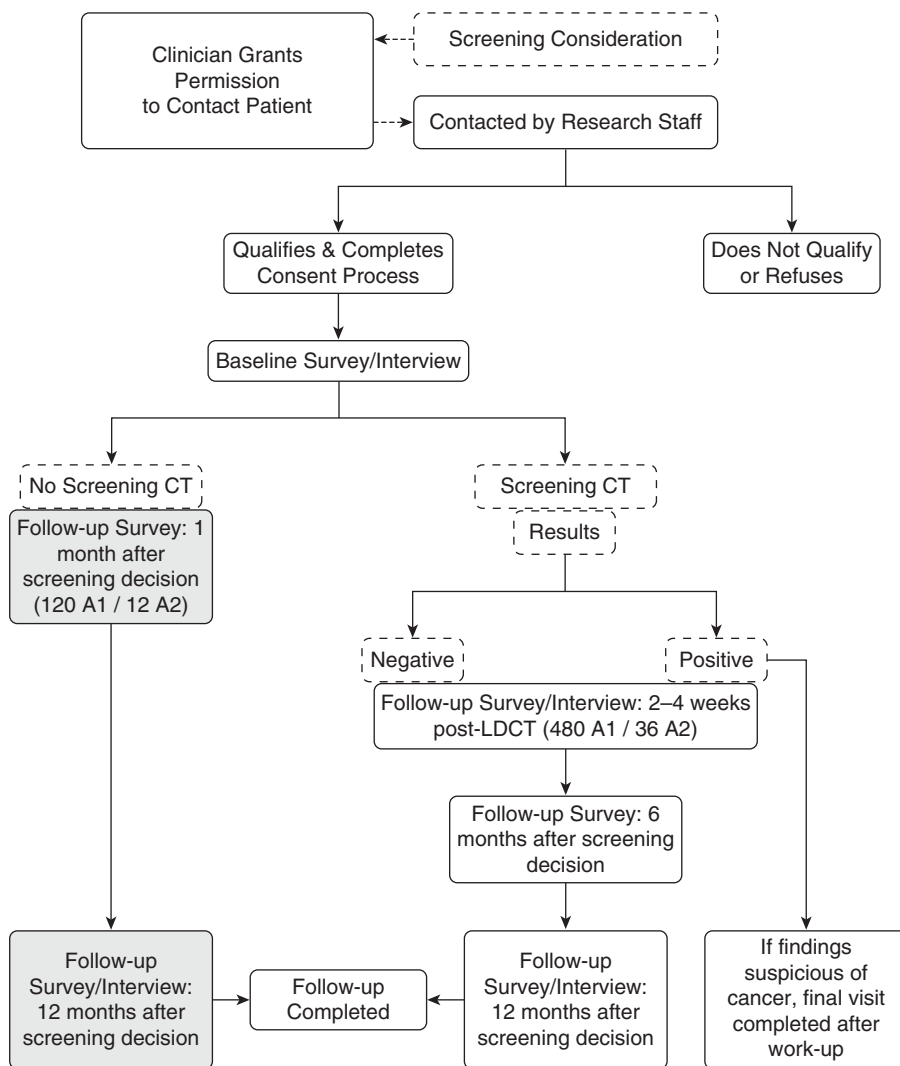 Clinician Grants
Permission
to Contact Patient
Screening Consideration
Contacted by Research Staff
Qualifies & Completes
Consent Process
Does Not Qualify
or Refuses
Baseline Survey/Interview
No Screening CT
Follow-up Survey: 1
month after
screening decision
(120 A1 / 12 A2)
Screening CT
Results
Negative
Positive
Follow-up Survey/Interview: 2–4 weeks
post-LDCT (480 A1 / 36 A2)
Follow-up Survey: 6
months after screening
decision
Follow-up
Survey/Interview:
12 months after
screening decision
Follow-up
Completed
Follow-up
Survey/Interview:
12 months after
screening decision
If findings
suspicious of
cancer, final visit
completed after
work-up